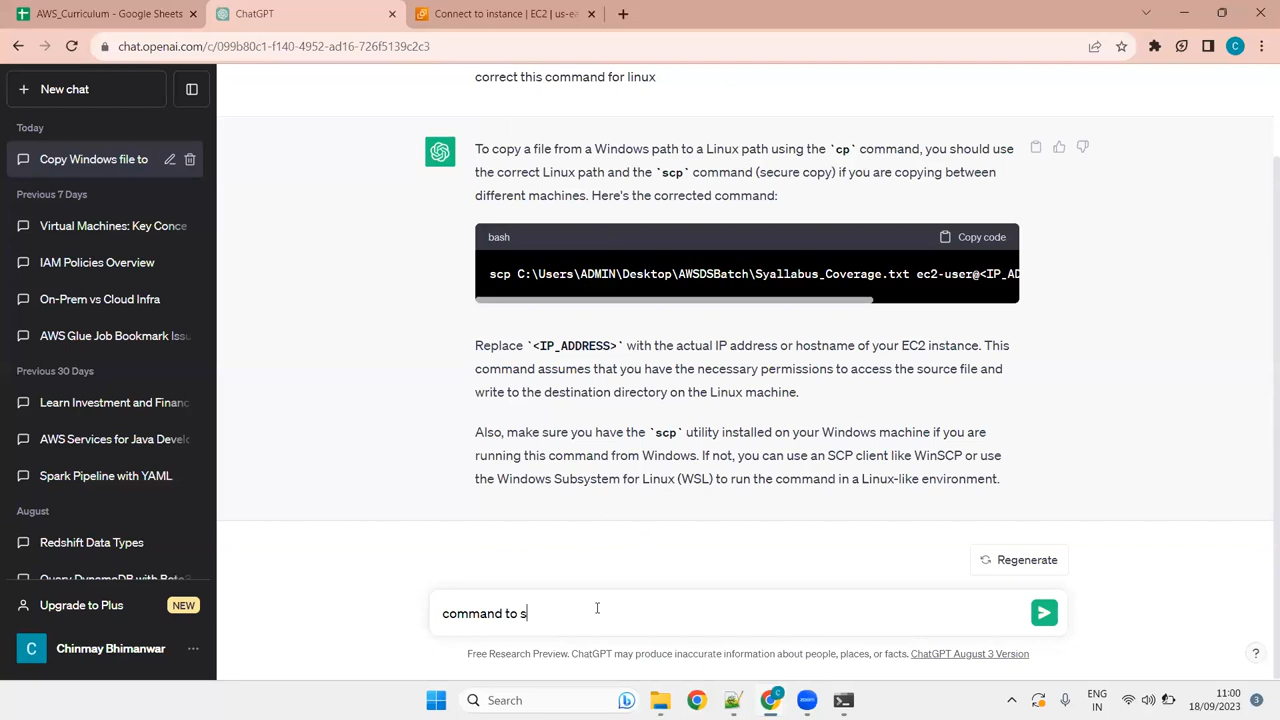 AWS_Curriculum - Google Sheets
ChatGPT
Connect to instance | EC2 | us-ea
chat.openai.com/c/099b80c1-f140-4952-ad16-726f5139c2c3
C
New chat
Today
Copy Windows file to
Previous 7 Days
Virtual Machines: Key Conce
IAM Policies Overview
On-Prem vs Cloud Infra
AWS Glue Job Bookmark Issu
Previous 30 Days
Learn Investment and Financ
AWS Services for Java Develo
Spark Pipeline with YAML
August
Redshift Data Types
Query DynamoDB with Boto3
Upgrade to Plus
NEW
C
Chinmay Bhimanwar
correct this command for linux
To copy a file from a Windows path to a Linux path using the `cp` command, you should use
the correct Linux path and the `scp` command (secure copy) if you are copying between
different machines. Here's the corrected command:
bash
Copy code
scp C:\Users\ADMIN\Desktop\AWSDSBatch\Syallabus_Coverage.txt ec2-user@<IP_AD
Replace `<IP_ADDRESS>` with the actual IP address or hostname of your EC2 instance. This
command assumes that you have the necessary permissions to access the source file and
write to the destination directory on the Linux machine.
Also, make sure you have the `scp` utility installed on your Windows machine if you are
running this command from Windows. If not, you can use an SCP client like WinSCP or use
the Windows Subsystem for Linux (WSL) to run the command in a Linux-like environment.
Regenerate
command to s
Free Research Preview. ChatGPT may produce inaccurate information about people, places, or facts. ChatGPT August 3 Version
?
Search
zoom
ENG
IN
11:00
18/09/2023
3